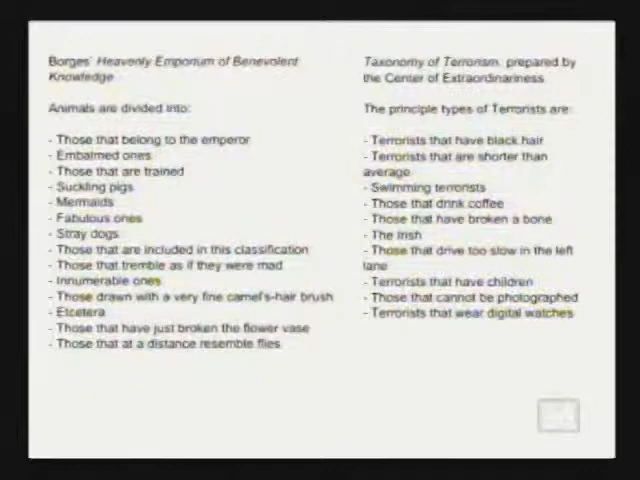 Borges' Heavenly Emporium of Benevolent
Knowledge
Animals are divided into:
- Those that belong to the emperor
- Embalmed ones
- Those that are trained
- Suckling pigs
- Mermaids
- Fabulous ones
- Stray dogs
- Those that are included in this classification
- Those that tremble as if they were mad
- Innumerable ones
- Those drawn with a very fine camel's-hair brush
- Etcetera
- Those that have just broken the flower vase
- Those that at a distance resemble flies
Taxonomy of Terrorism, prepared by
the Center of Extraordinariness
The principle types of Terrorists are:
- Terrorists that have black hair
- Terrorists that are shorter than
average
- Swimming terrorists
- Those that drink coffee
- Those that have broken a bone
- The Irish
- Those that drive too slow in the left
lane
- Terrorists that have children
- Those that cannot be photographed
- Terrorists that wear digital watches